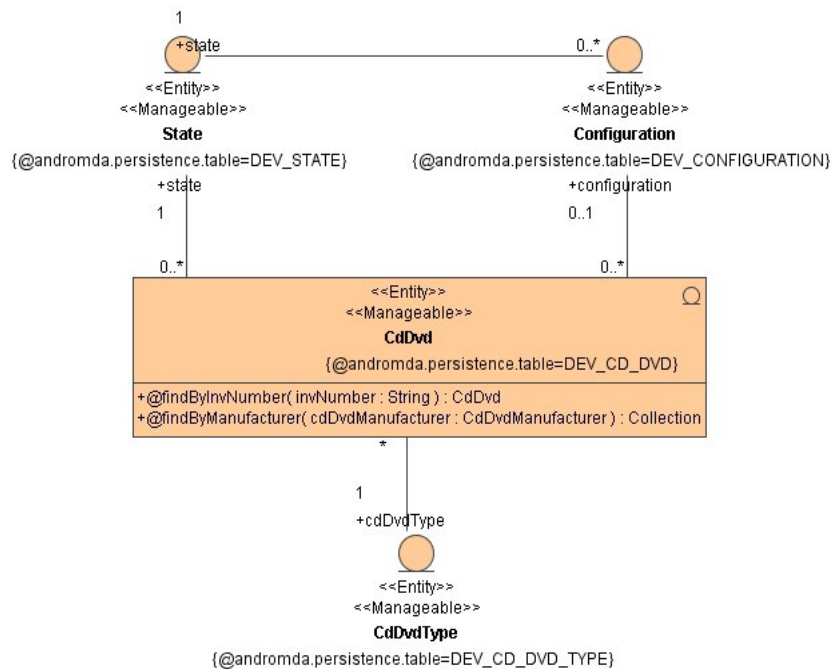 1
+state
0..*
<<Entity>>
<<Manageable>>
State
{@andromda.persistence.table=DEV_STATE}
<<Entity>>
<<Manageable>>
Configuration
{@andromda.persistence.table=DEV_CONFIGURATION}
+state
1
0..*
+configuration
0..1
0..*
<<Entity>>
<<Manageable>>
CdDvd
{@andromda.persistence.table=DEV_CD_DVD}
+@findByInvNumber( invNumber : String ) : CdDvd
+@findByManufacturer( cdDvdManufacturer : CdDvdManufacturer ) : Collection
*
1
+cdDvdType
<<Entity>>
<<Manageable>>
CdDvdType
{@andromda.persistence.table=DEV_CD_DVD_TYPE}